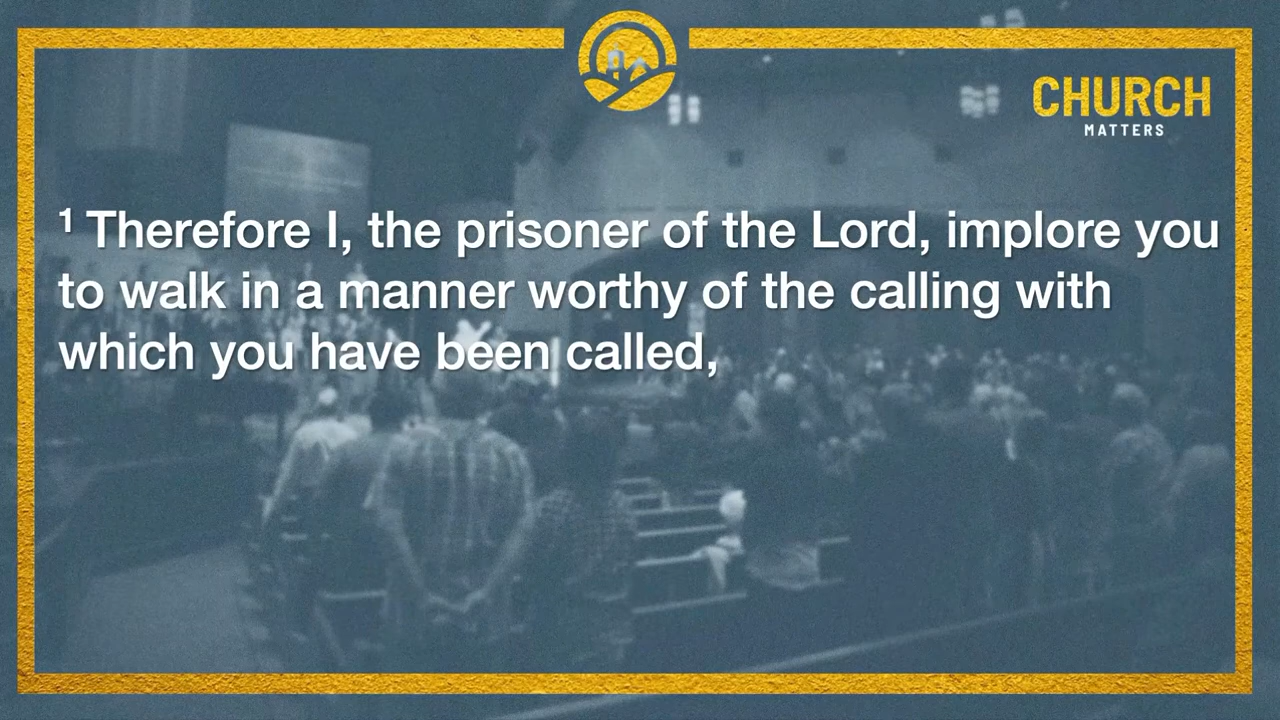 CHURCH
MATTERS
¹ Therefore I, the prisoner of the Lord, implore you
to walk in a manner worthy of the calling with
which you have been called,